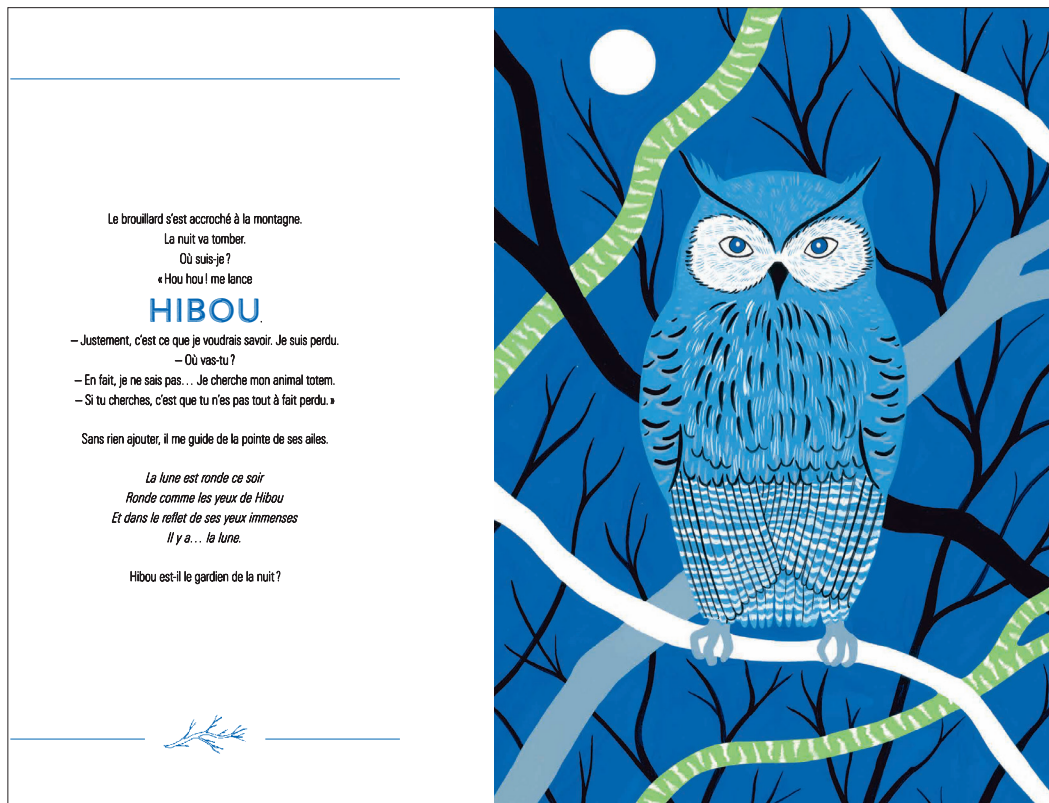 Le brouillard s'est accroché à la montagne.
La nuit va tomber.
Où suis-je ?
« Hou hou ! me lance
HIBOU.
– Justement, c'est ce que je voudrais savoir. Je suis perdu.
– Où vas-tu ?
– En fait, je ne sais pas... Je cherche mon animal totem.
– Si tu cherches, c'est que tu n'es pas tout à fait perdu. »
Sans rien ajouter, il me guide de la pointe de ses ailes.
La lune est ronde ce soir
Ronde comme les yeux de Hibou
Et dans le reflet de ses yeux immenses
Il y a... la lune.
Hibou est-il le gardien de la nuit ?